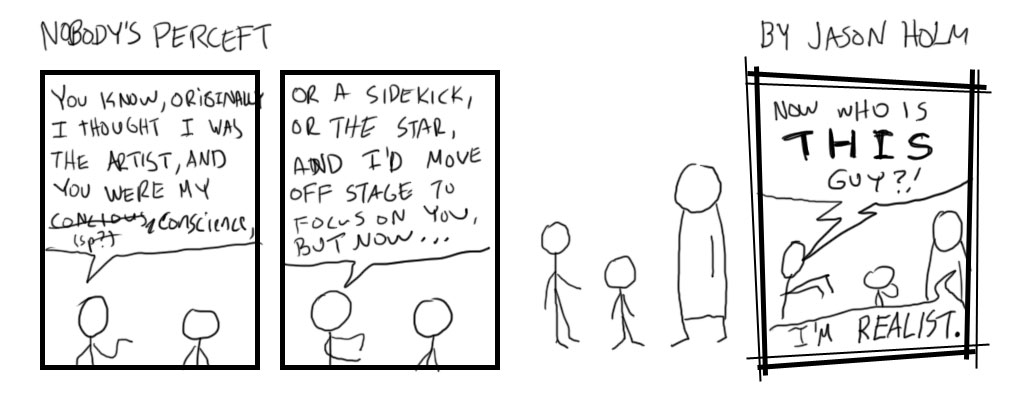 NOBODY'S PERCEFT
BY JASON HOLM
YOU KNOW, ORIGINALLY
I THOUGHT I WAS
THE ARTIST, AND
YOU WERE MY
CONCIOUS, conscience,
(sp?)
OR A SIDEKICK,
OR THE STAR,
AND I'D MOVE
OFF STAGE TO
FOCUS ON YOU,
BUT NOW...
NOW WHO IS
THIS
GUY?!
I'M REALIST.